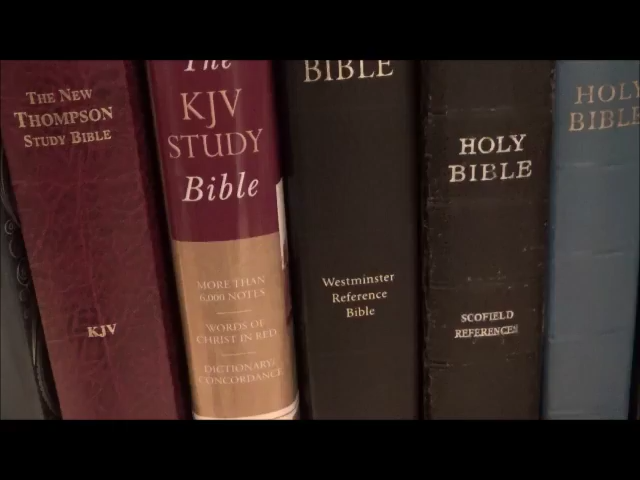 THE NEW
THOMPSON
STUDY BIBLE
KJV
The
KJV
STUDY
Bible
MORE THAN
6,000 NOTES
WORDS OF
CHRIST IN RED
DICTIONARY/
CONCORDANCE
BIBLE
Westminster
Reference
Bible
HOLY
BIBLE
SCOFIELD
REFERENCES
HOLY
BIBLE